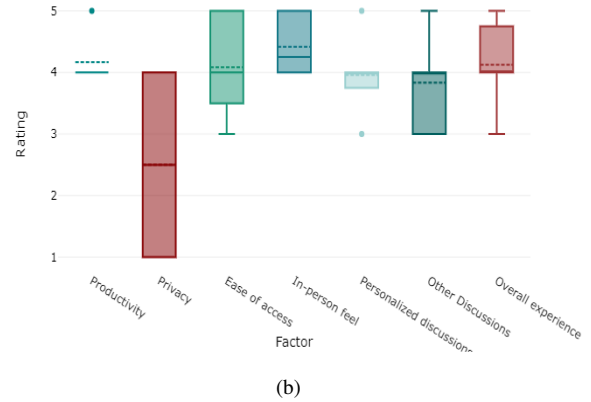 5
4
3
2
1
Rating
Productivity
Privacy
Ease of access
In-person feel
Personalized discussions
Other Discussions
Overall experience
Factor
(b)